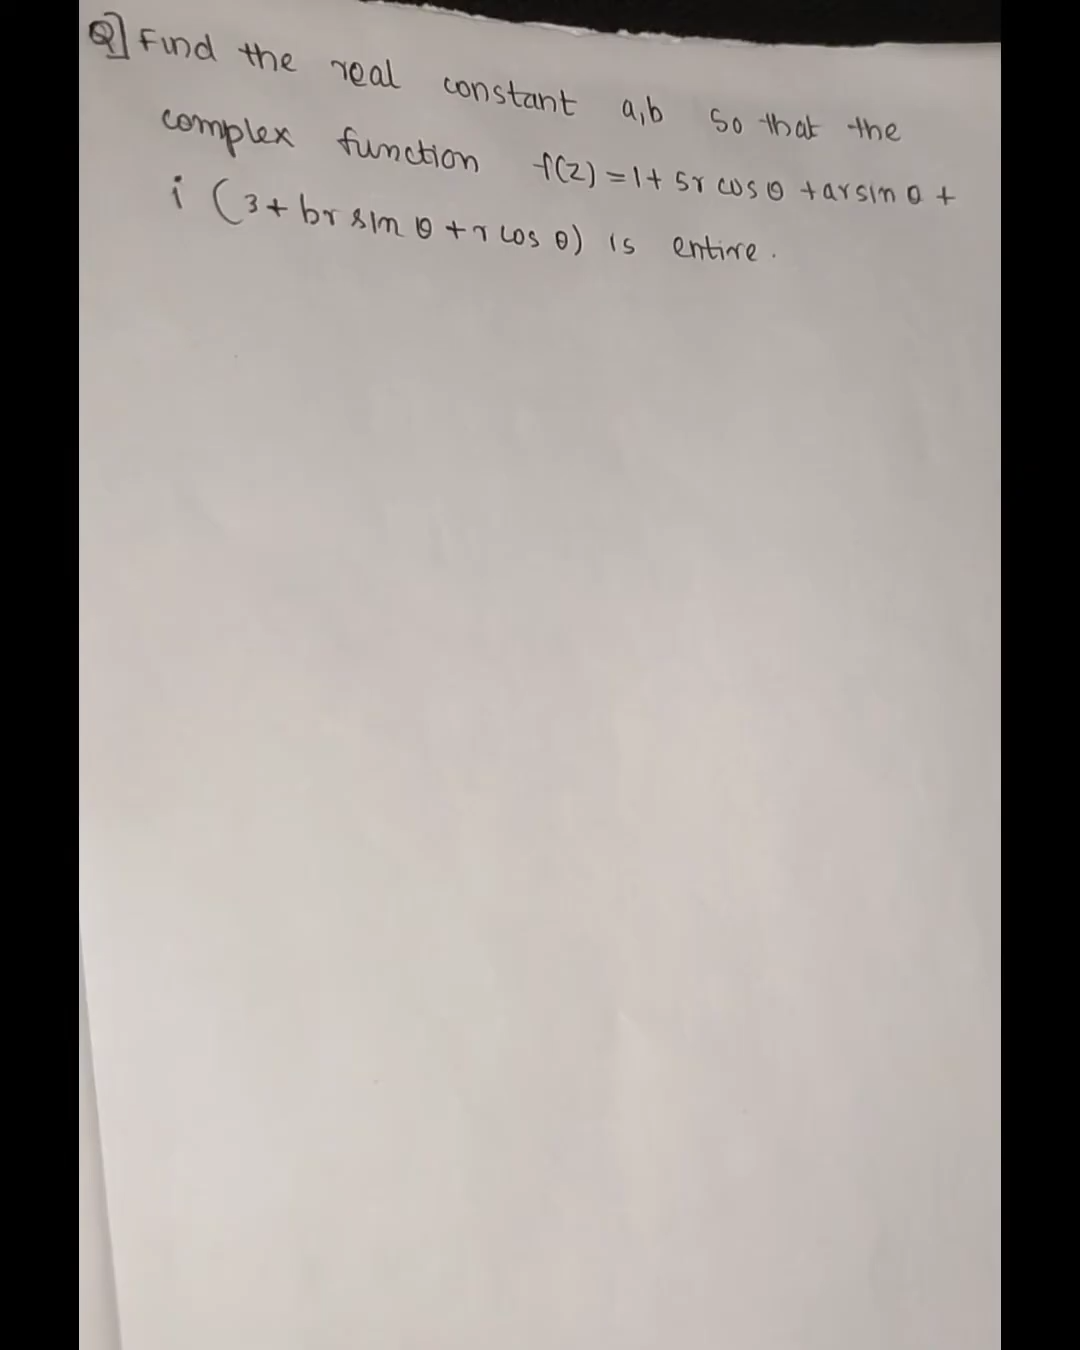 Q] Find the real constant a,b so that the
complex function f(z) = 1 + 5r cos θ + ar sin θ +
i (3 + br sin θ + r cos θ) is entire.